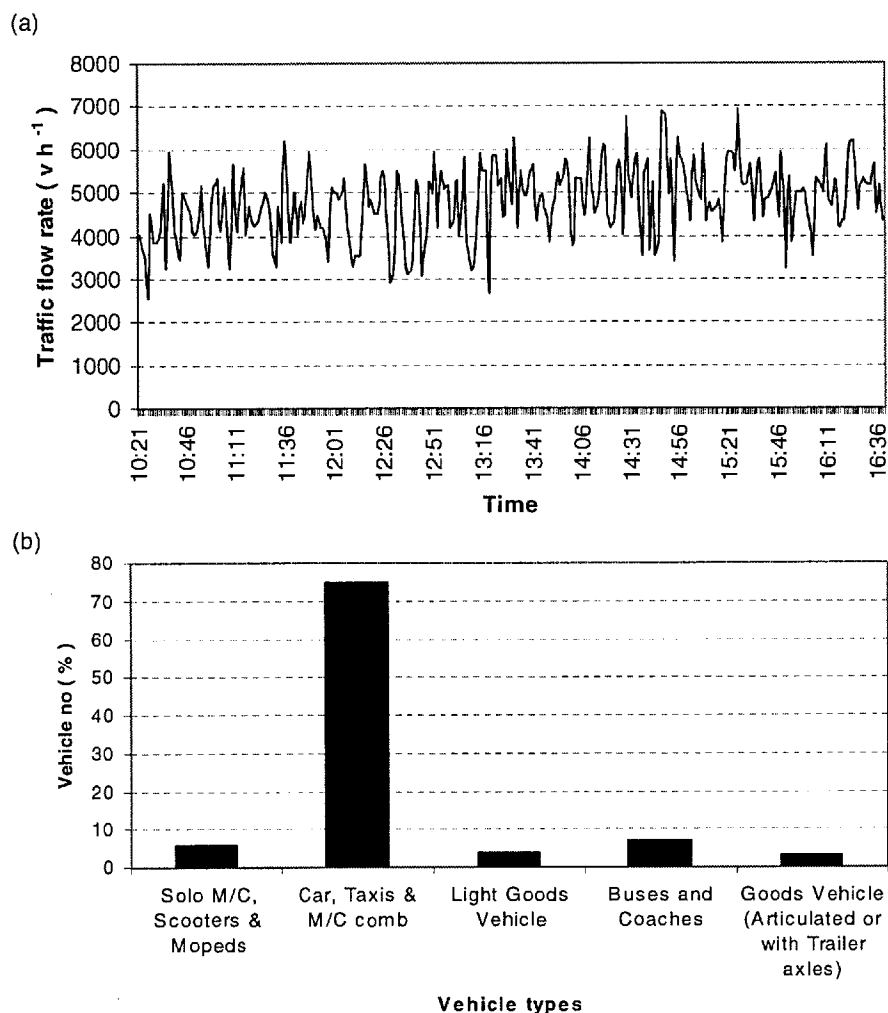 (a)
Traffic flow rate ( v h⁻¹)
8000
7000
6000
5000
4000
3000
2000
1000
0
10:21 10:46 11:11 11:36 12:01 12:26 12:51 13:16 13:41 14:06 14:31 14:56 15:21 15:46 16:11 16:36
Time
(b)
Vehicle no ( % )
80
70
60
50
40
30
20
10
0
Solo M/C, Scooters & Mopeds
Car, Taxis & M/C comb
Light Goods Vehicle
Buses and Coaches
Goods Vehicle (Articulated or with Trailer axles)
Vehicle types